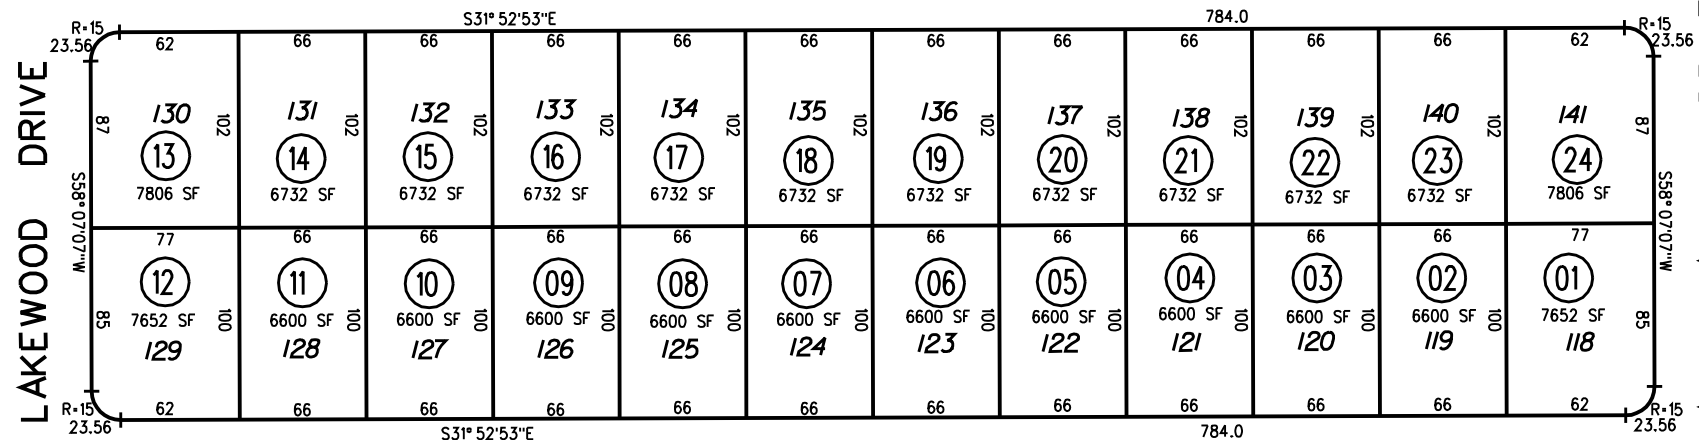 S31° 52'53"E 784.0
R=15 R=15
23.56 23.56
62 66 66 66 66 66 66 66 66 66 66 62
LAKEWOOD DRIVE
130 131 132 133 134 135 136 137 138 139 140 141
87 102 102 102 102 102 102 102 102 102 102 102 87
13 14 15 16 17 18 19 20 21 22 23 24
7806 SF 6732 SF 6732 SF 6732 SF 6732 SF 6732 SF 6732 SF 6732 SF 6732 SF 6732 SF 6732 SF 7806 SF
S58° 07'07"W S58° 07'07"W
77 66 66 66 66 66 66 66 66 66 66 77
12 11 10 09 08 07 06 05 04 03 02 01
7652 SF 6600 SF 6600 SF 6600 SF 6600 SF 6600 SF 6600 SF 6600 SF 6600 SF 6600 SF 6600 SF 7652 SF
85 100 100 100 100 100 100 100 100 100 100 100 85
129 128 127 126 125 124 123 122 121 120 119 118
62 66 66 66 66 66 66 66 66 66 66 62
R=15 R=15
23.56 23.56
S31° 52'53"E 784.0